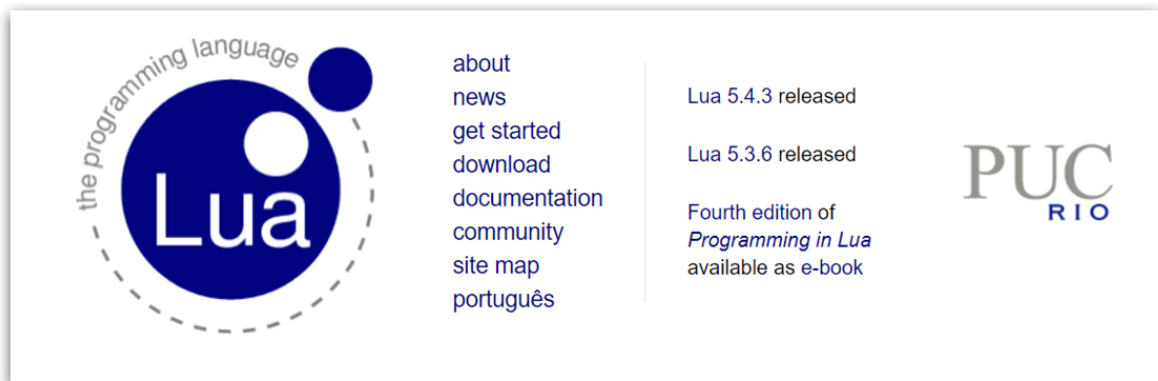 the programming language
Lua
about
news
get started
download
documentation
community
site map
português
Lua 5.4.3 released
Lua 5.3.6 released
Fourth edition of
Programming in Lua
available as e-book
PUC
RIO